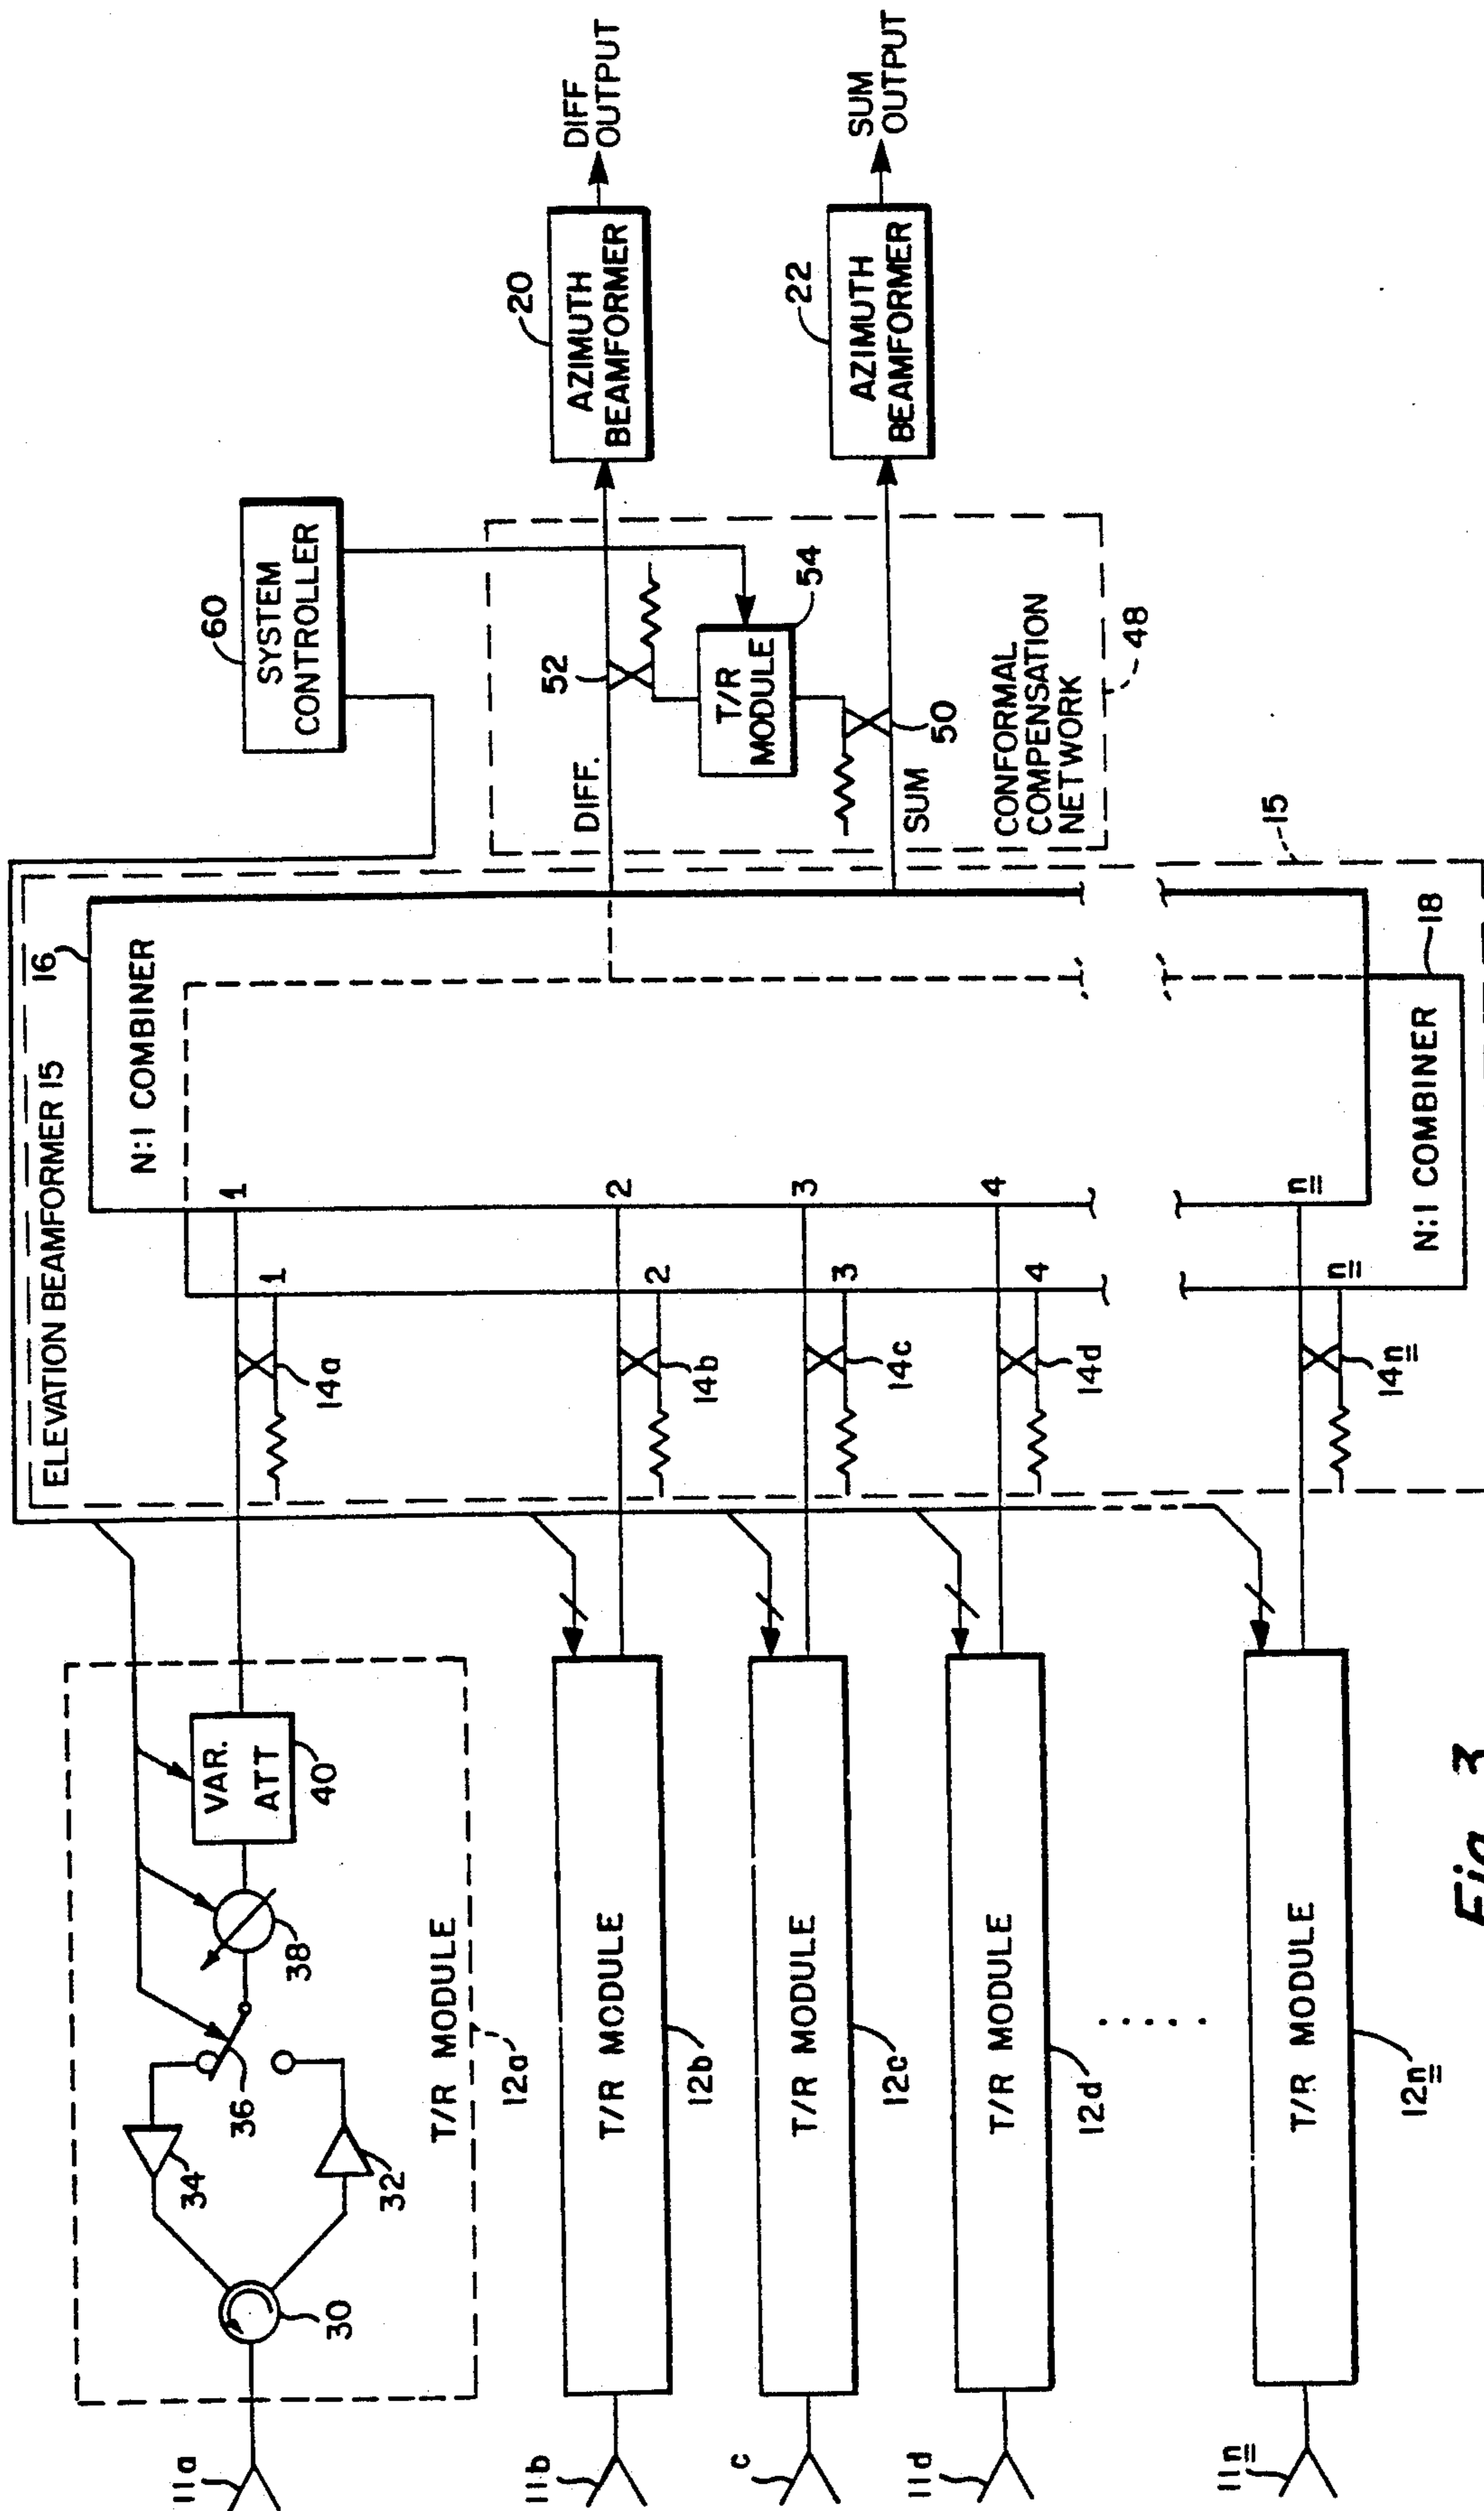 ELEVATION BEAMFORMER 15
16
N:1 COMBINER
60
SYSTEM
CONTROLLER
11a
30
34
32
36
38
VAR.
ATT
40
T/R MODULE
12a
14a
1
1
DIFF.
52
20
AZIMUTH
BEAMFORMER
DIFF
OUTPUT
11b
T/R MODULE
12b
14b
2
2
T/R
MODULE
54
c
T/R MODULE
12c
14c
3
3
SUM
50
22
AZIMUTH
BEAMFORMER
SUM
OUTPUT
11d
T/R MODULE
12d
14d
4
4
CONFORMAL
COMPENSATION
NETWORK
48
.....
11n
T/R MODULE
12n
14n
n
n
15
N:1 COMBINER
18
Fig. 3